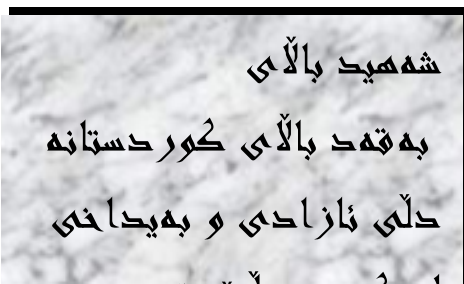 شەهید باڵای
بەقەد باڵای کوردستانە
دڵی ئازادی و بەیداخی